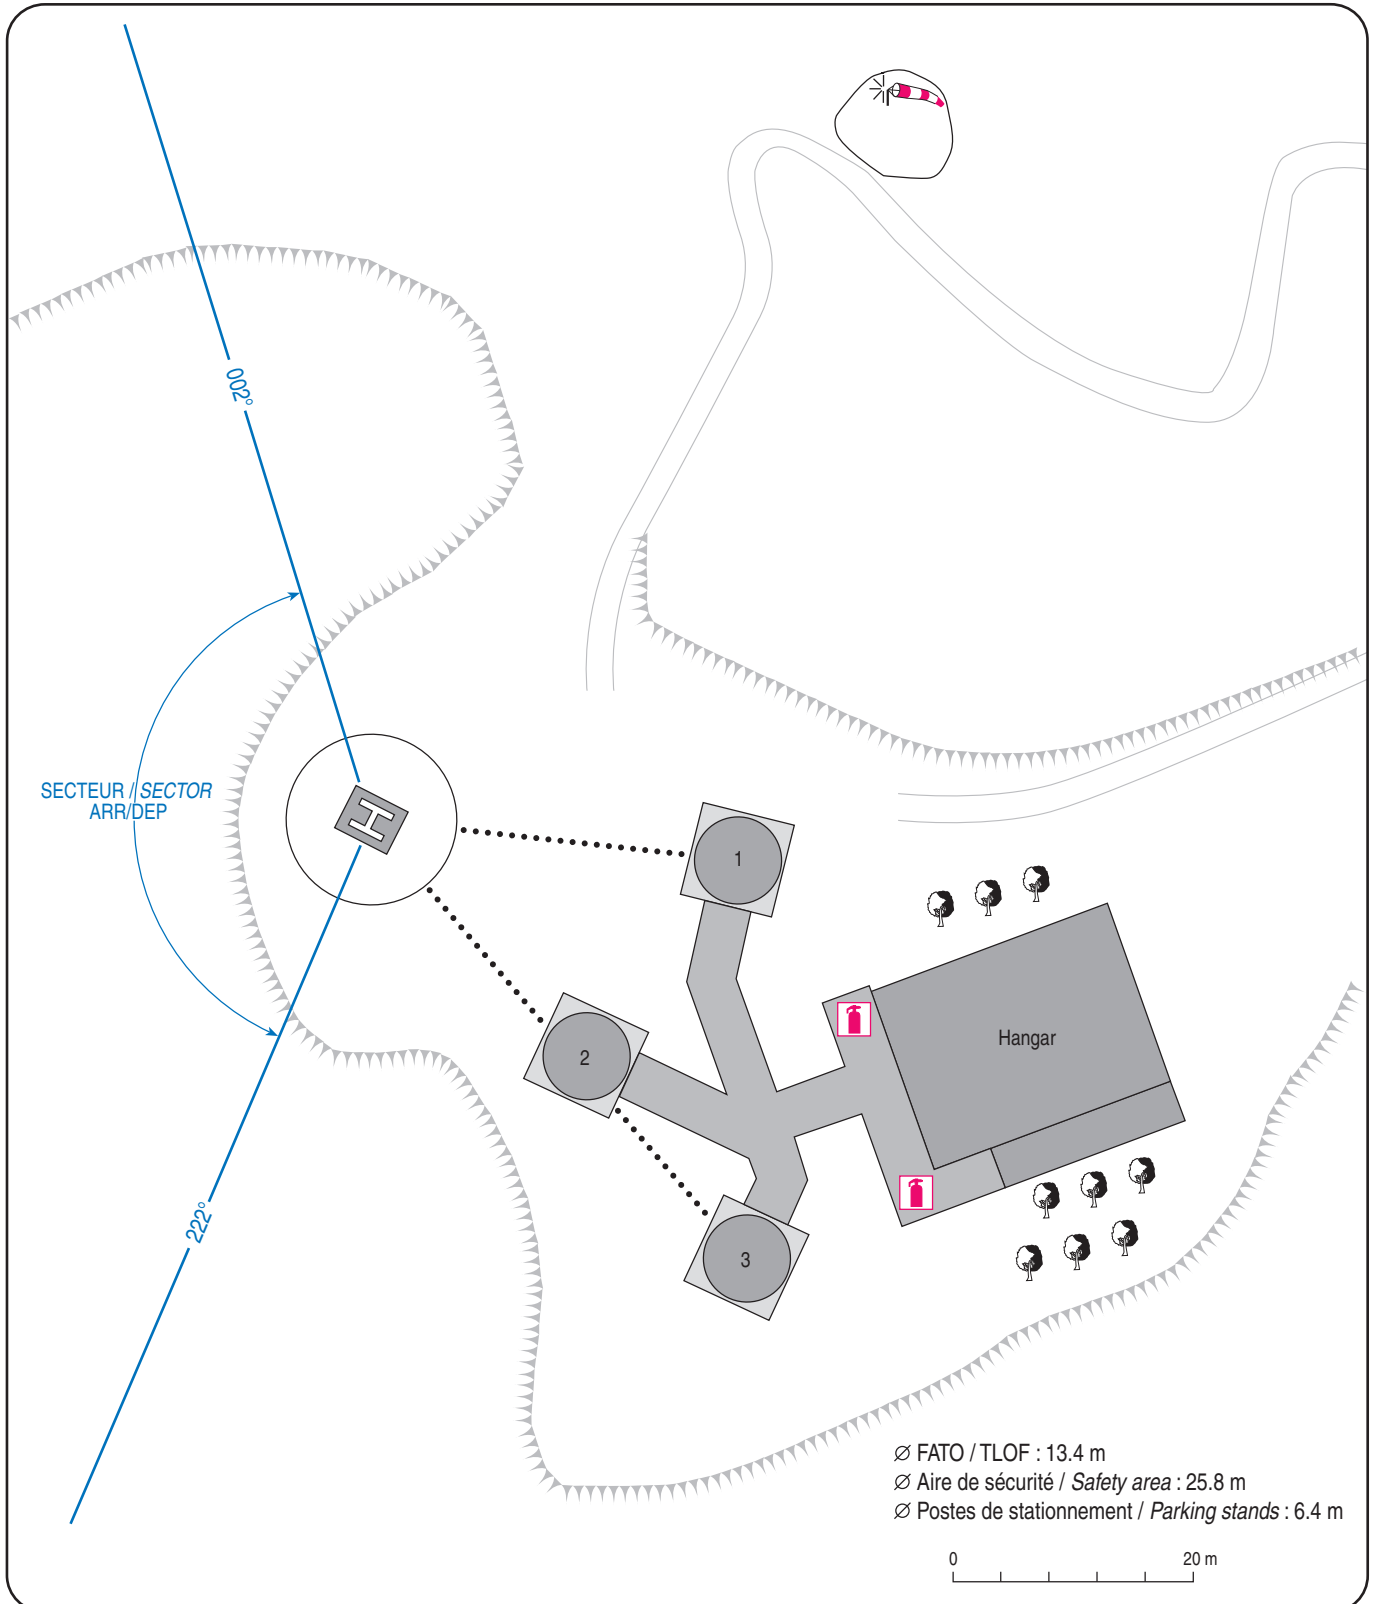 002°
SECTEUR / SECTOR
ARR/DEP
H
1
Hangar
2
222°
3
∅ FATO / TLOF : 13.4 m
∅ Aire de sécurité / Safety area : 25.8 m
∅ Postes de stationnement / Parking stands : 6.4 m
0 20 m